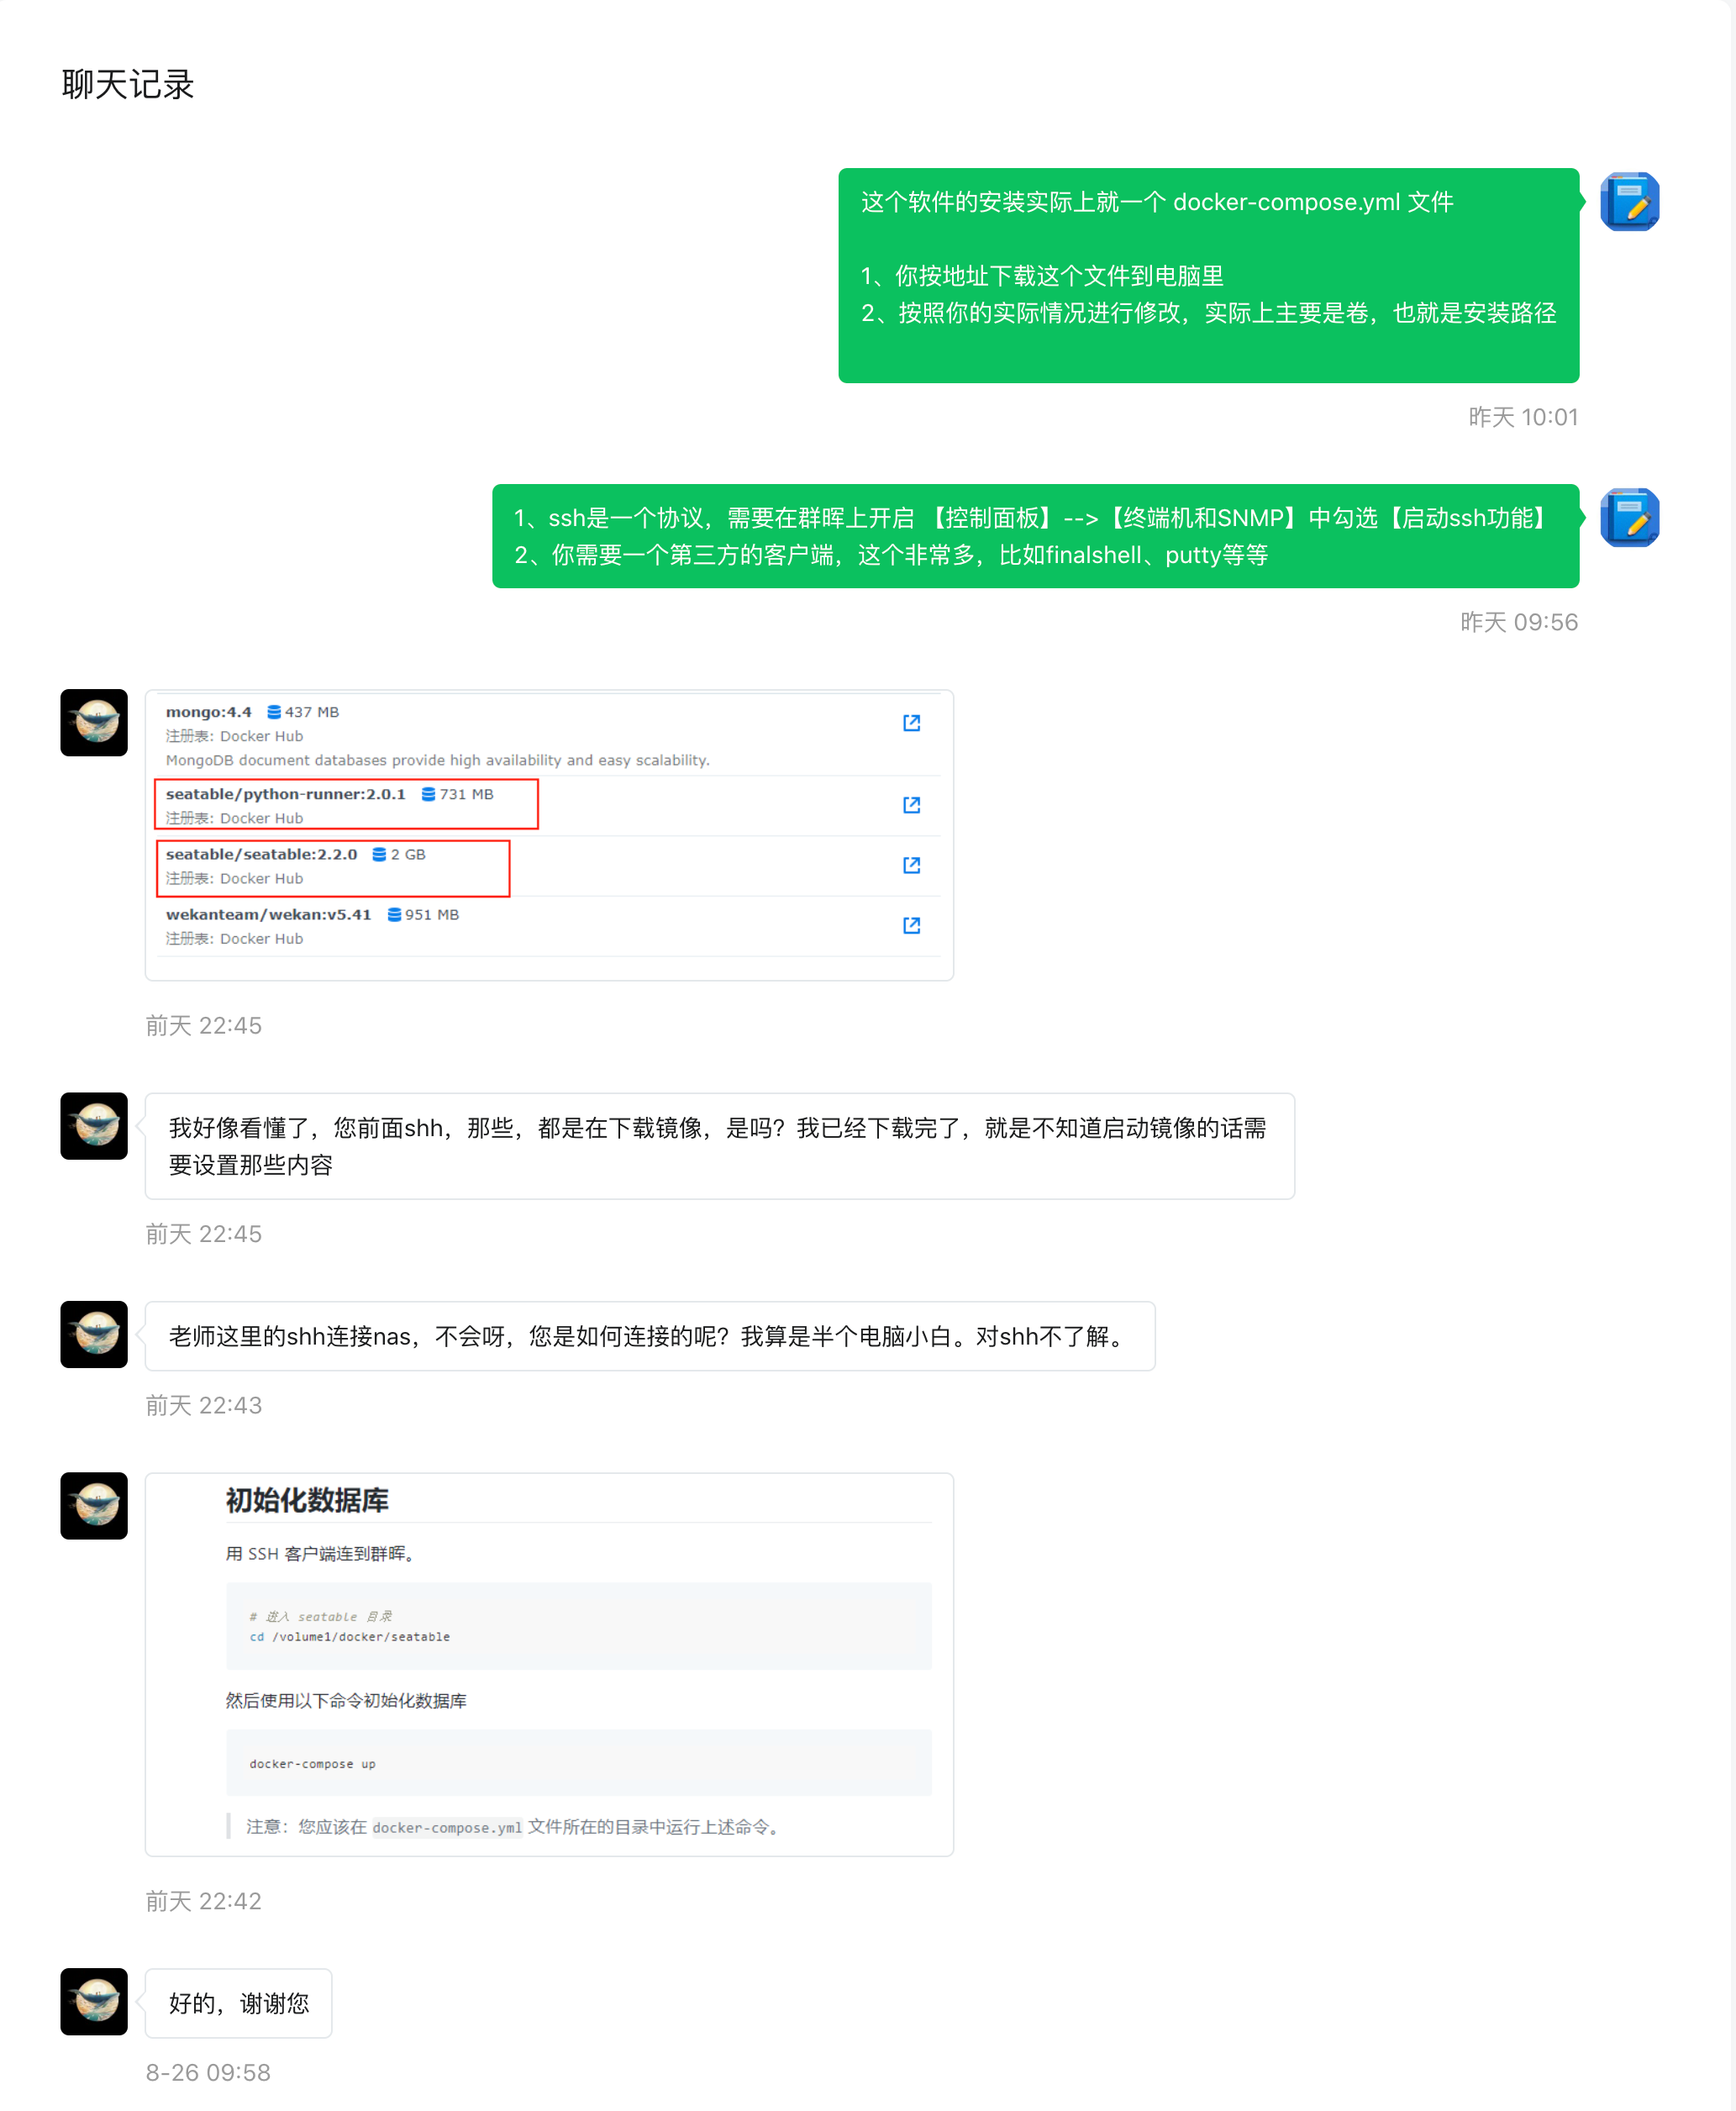 聊天记录
这个软件的安装实际上就一个 docker-compose.yml 文件
1、你按地址下载这个文件到电脑里
2、按照你的实际情况进行修改，实际上主要是卷，也就是安装路径
昨天 10:01
1、ssh是一个协议，需要在群晖上开启 【控制面板】-->【终端机和SNMP】中勾选【启动ssh功能】
2、你需要一个第三方的客户端，这个非常多，比如finalshell、putty等等
昨天 09:56
mongo:4.4 437 MB
注册表: Docker Hub
MongoDB document databases provide high availability and easy scalability.
seatable/python-runner:2.0.1 731 MB
注册表: Docker Hub
seatable/seatable:2.2.0 2 GB
注册表: Docker Hub
wekanteam/wekan:v5.41 951 MB
注册表: Docker Hub
前天 22:45
我好像看懂了，您前面shh，那些，都是在下载镜像，是吗？我已经下载完了，就是不知道启动镜像的话需
要设置那些内容
前天 22:45
老师这里的shh连接nas，不会呀，您是如何连接的呢？我算是半个电脑小白。对shh不了解。
前天 22:43
初始化数据库
用 SSH 客户端连到群晖。
# 进入 seatable 目录
cd /volume1/docker/seatable
然后使用以下命令初始化数据库
docker-compose up
注意：您应该在 docker-compose.yml 文件所在的目录中运行上述命令。
前天 22:42
好的，谢谢您
8-26 09:58